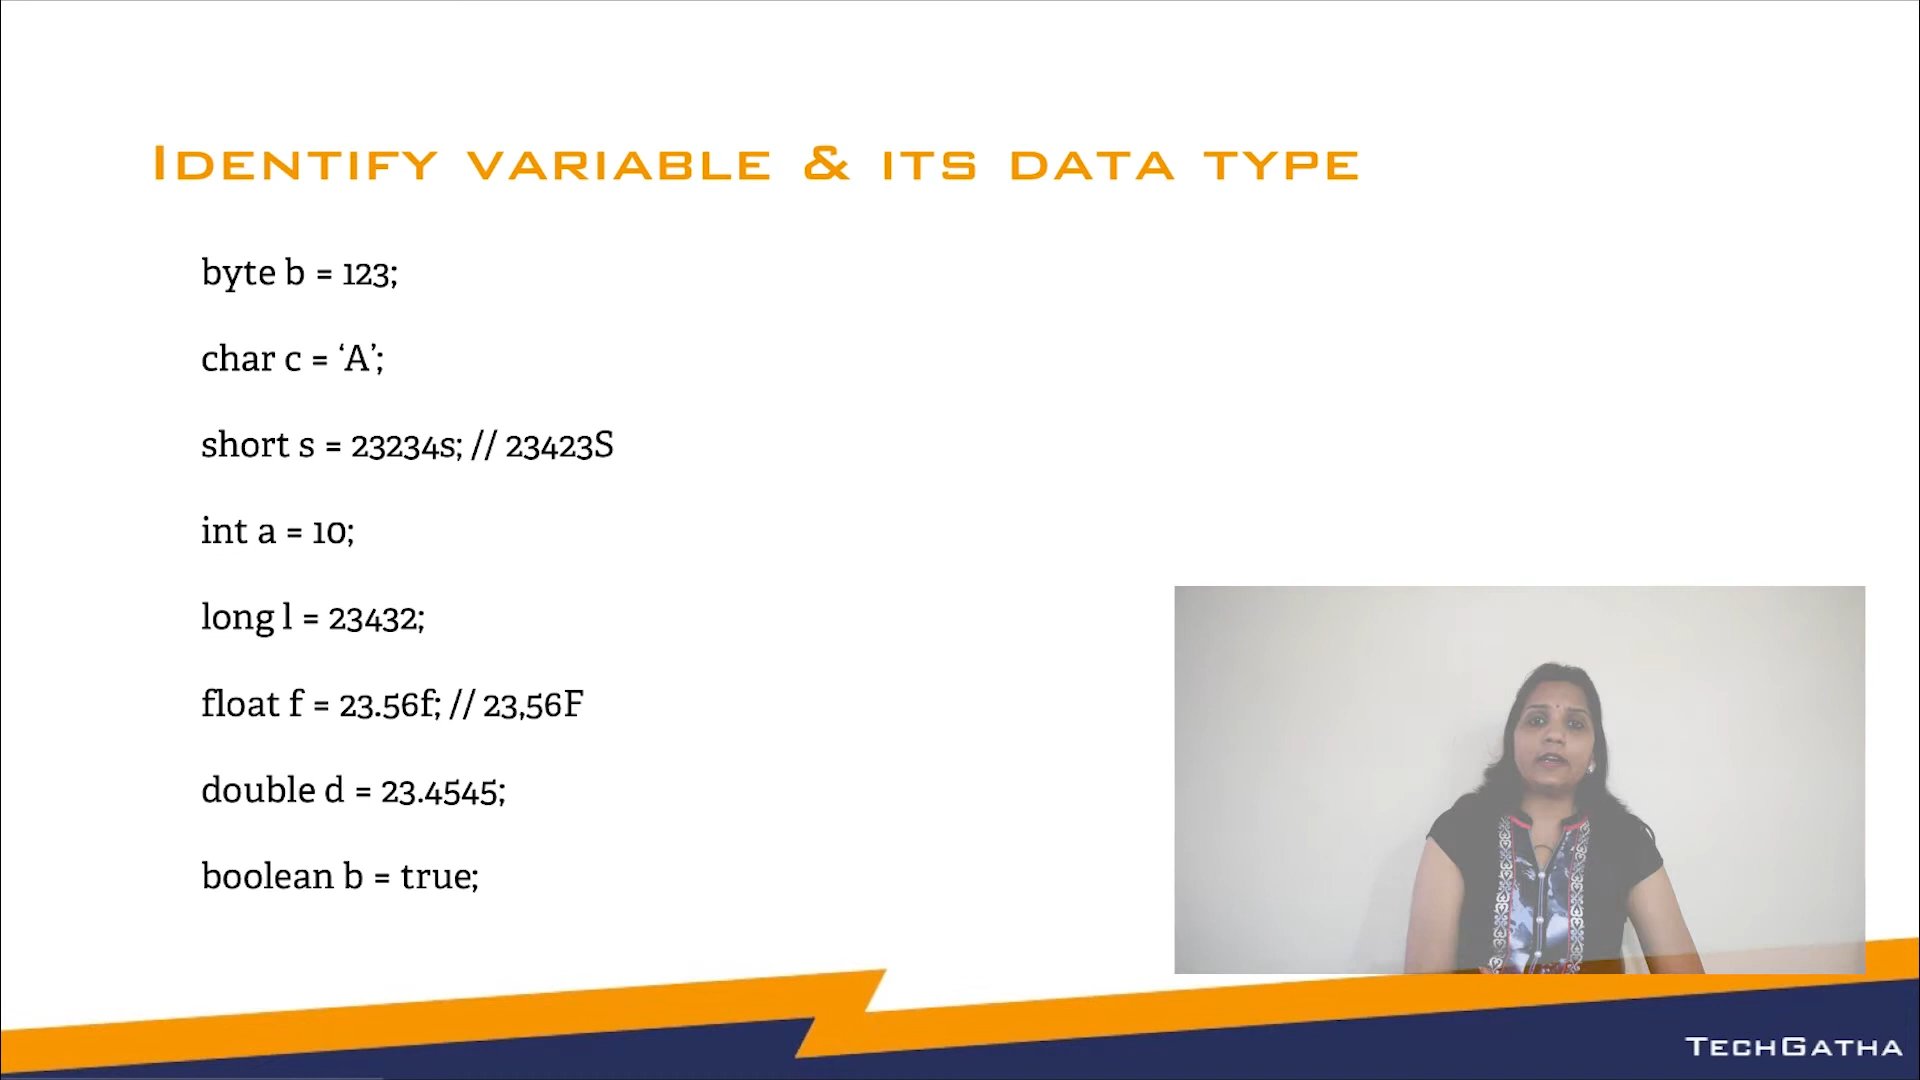 IDENTIFY VARIABLE & ITS DATA TYPE
byte b = 123;
char c = ‘A’;
short s = 23234s; // 23423S
int a = 10;
long l = 23432;
float f = 23.56f; // 23,56F
double d = 23.4545;
boolean b = true;
TECHGATHA